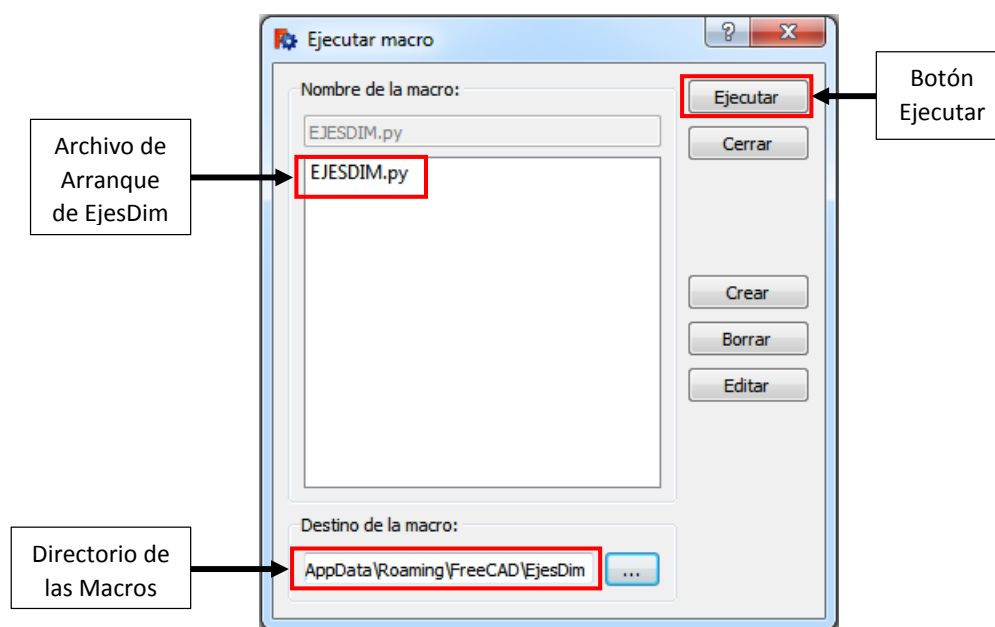 Ejecutar macro
Nombre de la macro:
EJESDIM.py
EJESDIM.py
Ejecutar
Cerrar
Crear
Borrar
Editar
Destino de la macro:
AppData\Roaming\FreeCAD\EjesDim
...
Botón
Ejecutar
Archivo de
Arranque
de EjesDim
Directorio de
las Macros